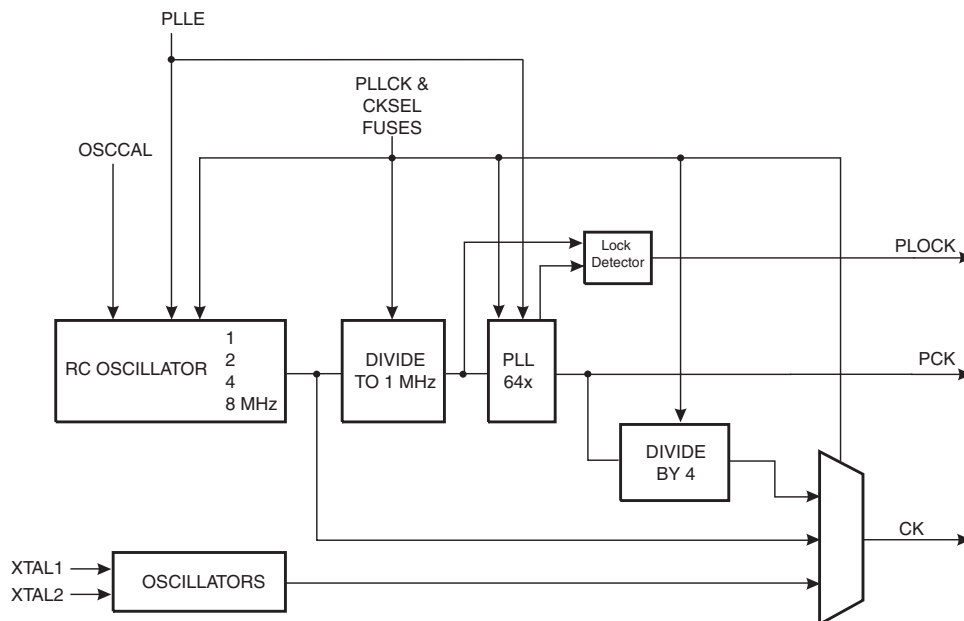 PLLE
PLLCK &
CKSEL
FUSES
OSCCAL
Lock
Detector
PLOCK
RC OSCILLATOR
1
2
4
8 MHz
DIVIDE
TO 1 MHz
PLL
64x
PCK
DIVIDE
BY 4
CK
XTAL1
XTAL2
OSCILLATORS